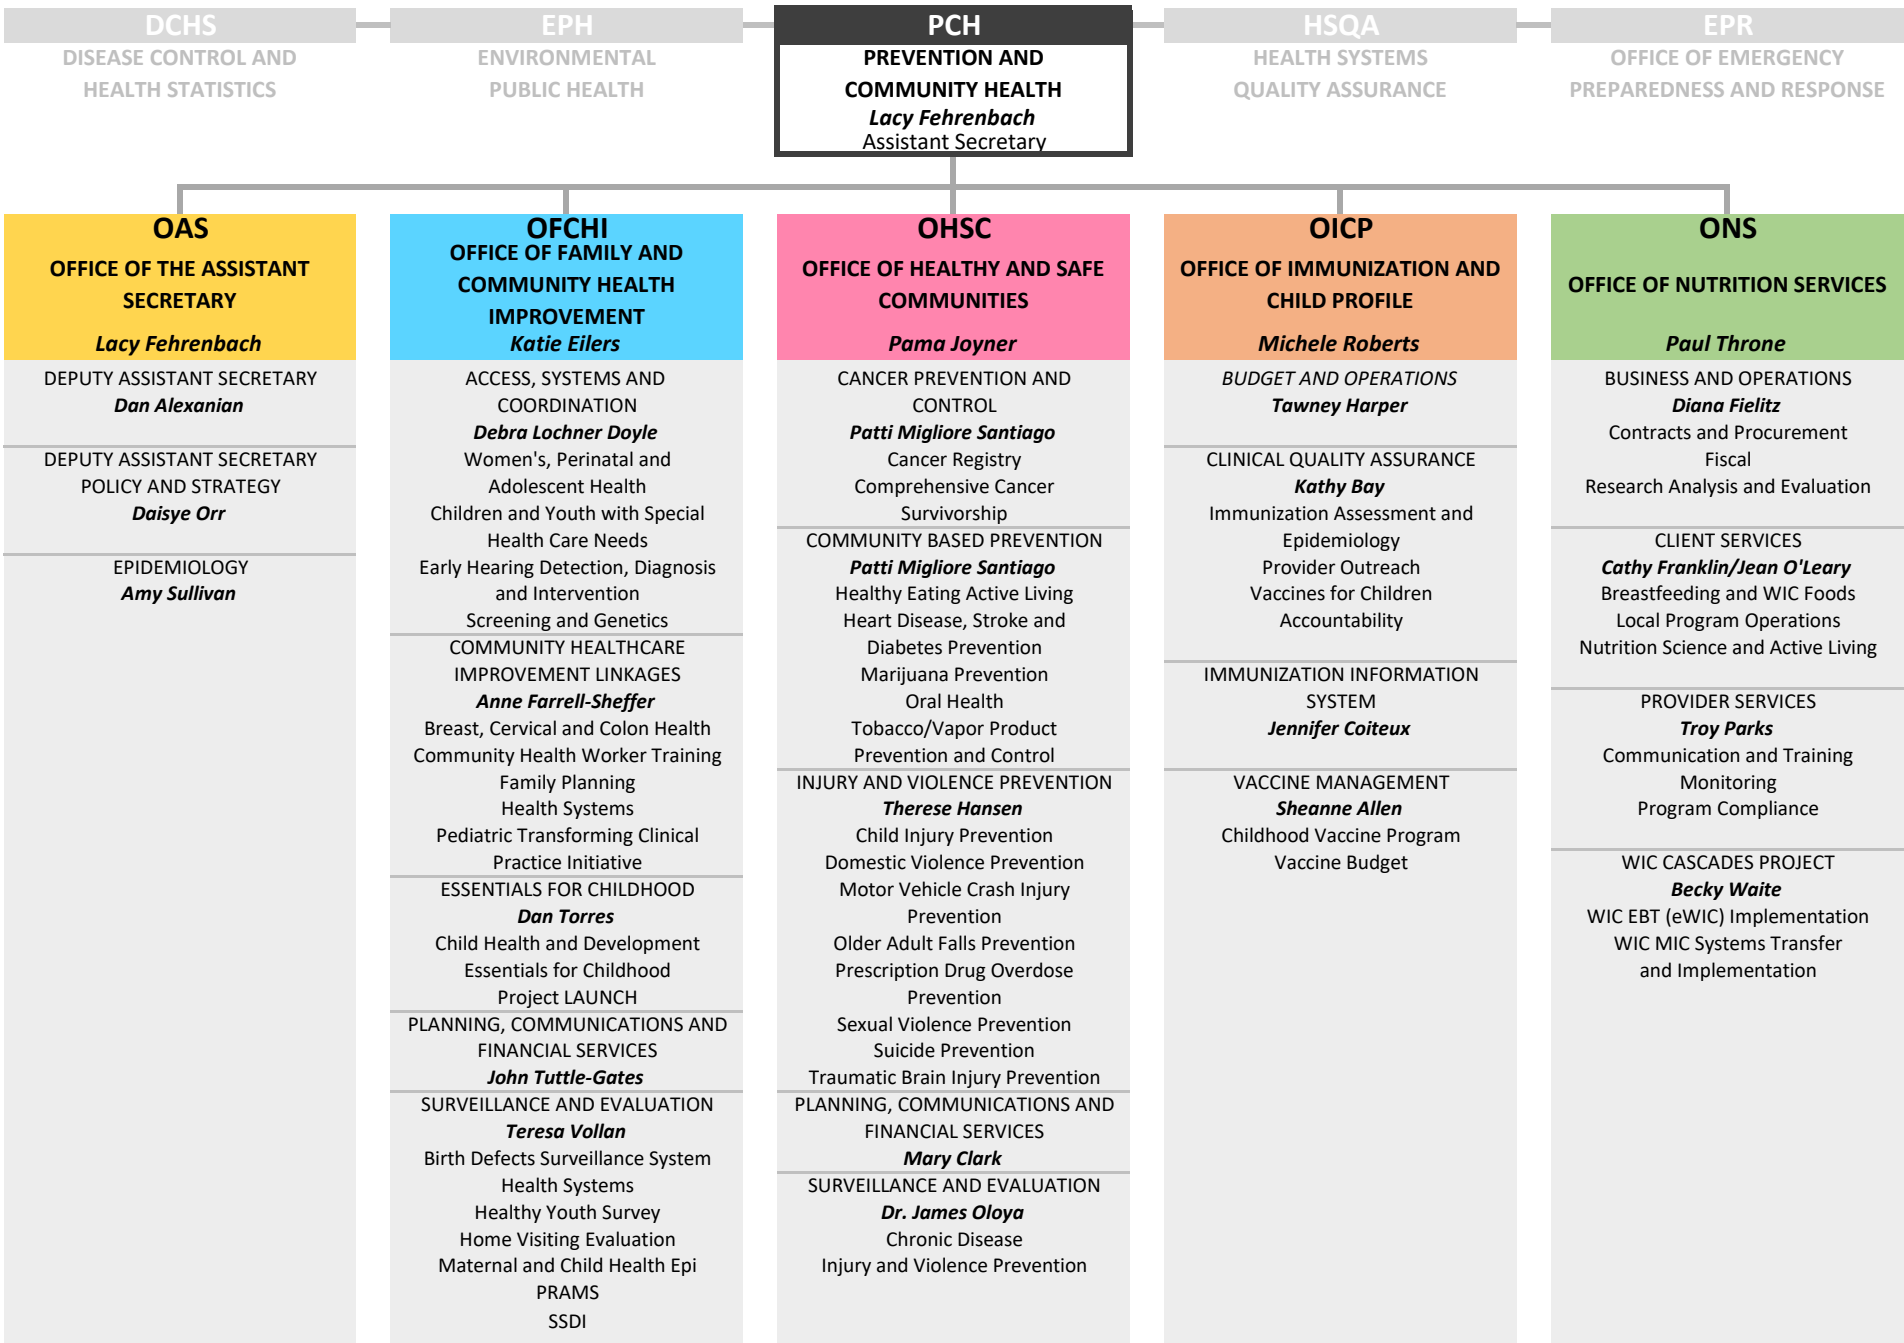 DCHS
DISEASE CONTROL AND
HEALTH STATISTICS
EPH
ENVIRONMENTAL
PUBLIC HEALTH
PCH
PREVENTION AND
COMMUNITY HEALTH
Lacy Fehrenbach
Assistant Secretary
HSQA
HEALTH SYSTEMS
QUALITY ASSURANCE
EPR
OFFICE OF EMERGENCY
PREPAREDNESS AND RESPONSE
OAS
OFFICE OF THE ASSISTANT
SECRETARY
Lacy Fehrenbach
DEPUTY ASSISTANT SECRETARY
Dan Alexanian
DEPUTY ASSISTANT SECRETARY
POLICY AND STRATEGY
Daisye Orr
EPIDEMIOLOGY
Amy Sullivan
OFCHI
OFFICE OF FAMILY AND
COMMUNITY HEALTH
IMPROVEMENT
Katie Eilers
ACCESS, SYSTEMS AND
COORDINATION
Debra Lochner Doyle
Women's, Perinatal and
Adolescent Health
Children and Youth with Special
Health Care Needs
Early Hearing Detection, Diagnosis
and Intervention
Screening and Genetics
COMMUNITY HEALTHCARE
IMPROVEMENT LINKAGES
Anne Farrell-Sheffer
Breast, Cervical and Colon Health
Community Health Worker Training
Family Planning
Health Systems
Pediatric Transforming Clinical
Practice Initiative
ESSENTIALS FOR CHILDHOOD
Dan Torres
Child Health and Development
Essentials for Childhood
Project LAUNCH
PLANNING, COMMUNICATIONS AND
FINANCIAL SERVICES
John Tuttle-Gates
SURVEILLANCE AND EVALUATION
Teresa Vollan
Birth Defects Surveillance System
Health Systems
Healthy Youth Survey
Home Visiting Evaluation
Maternal and Child Health Epi
PRAMS
SSDI
OHSC
OFFICE OF HEALTHY AND SAFE
COMMUNITIES
Pama Joyner
CANCER PREVENTION AND
CONTROL
Patti Migliore Santiago
Cancer Registry
Comprehensive Cancer
Survivorship
COMMUNITY BASED PREVENTION
Patti Migliore Santiago
Healthy Eating Active Living
Heart Disease, Stroke and
Diabetes Prevention
Marijuana Prevention
Oral Health
Tobacco/Vapor Product
Prevention and Control
INJURY AND VIOLENCE PREVENTION
Therese Hansen
Child Injury Prevention
Domestic Violence Prevention
Motor Vehicle Crash Injury
Prevention
Older Adult Falls Prevention
Prescription Drug Overdose
Prevention
Sexual Violence Prevention
Suicide Prevention
Traumatic Brain Injury Prevention
PLANNING, COMMUNICATIONS AND
FINANCIAL SERVICES
Mary Clark
SURVEILLANCE AND EVALUATION
Dr. James Oloya
Chronic Disease
Injury and Violence Prevention
OICP
OFFICE OF IMMUNIZATION AND
CHILD PROFILE
Michele Roberts
BUDGET AND OPERATIONS
Tawney Harper
CLINICAL QUALITY ASSURANCE
Kathy Bay
Immunization Assessment and
Epidemiology
Provider Outreach
Vaccines for Children
Accountability
IMMUNIZATION INFORMATION
SYSTEM
Jennifer Coiteux
VACCINE MANAGEMENT
Sheanne Allen
Childhood Vaccine Program
Vaccine Budget
ONS
OFFICE OF NUTRITION SERVICES
Paul Throne
BUSINESS AND OPERATIONS
Diana Fielitz
Contracts and Procurement
Fiscal
Research Analysis and Evaluation
CLIENT SERVICES
Cathy Franklin/Jean O'Leary
Breastfeeding and WIC Foods
Local Program Operations
Nutrition Science and Active Living
PROVIDER SERVICES
Troy Parks
Communication and Training
Monitoring
Program Compliance
WIC CASCADES PROJECT
Becky Waite
WIC EBT (eWIC) Implementation
WIC MIC Systems Transfer
and Implementation